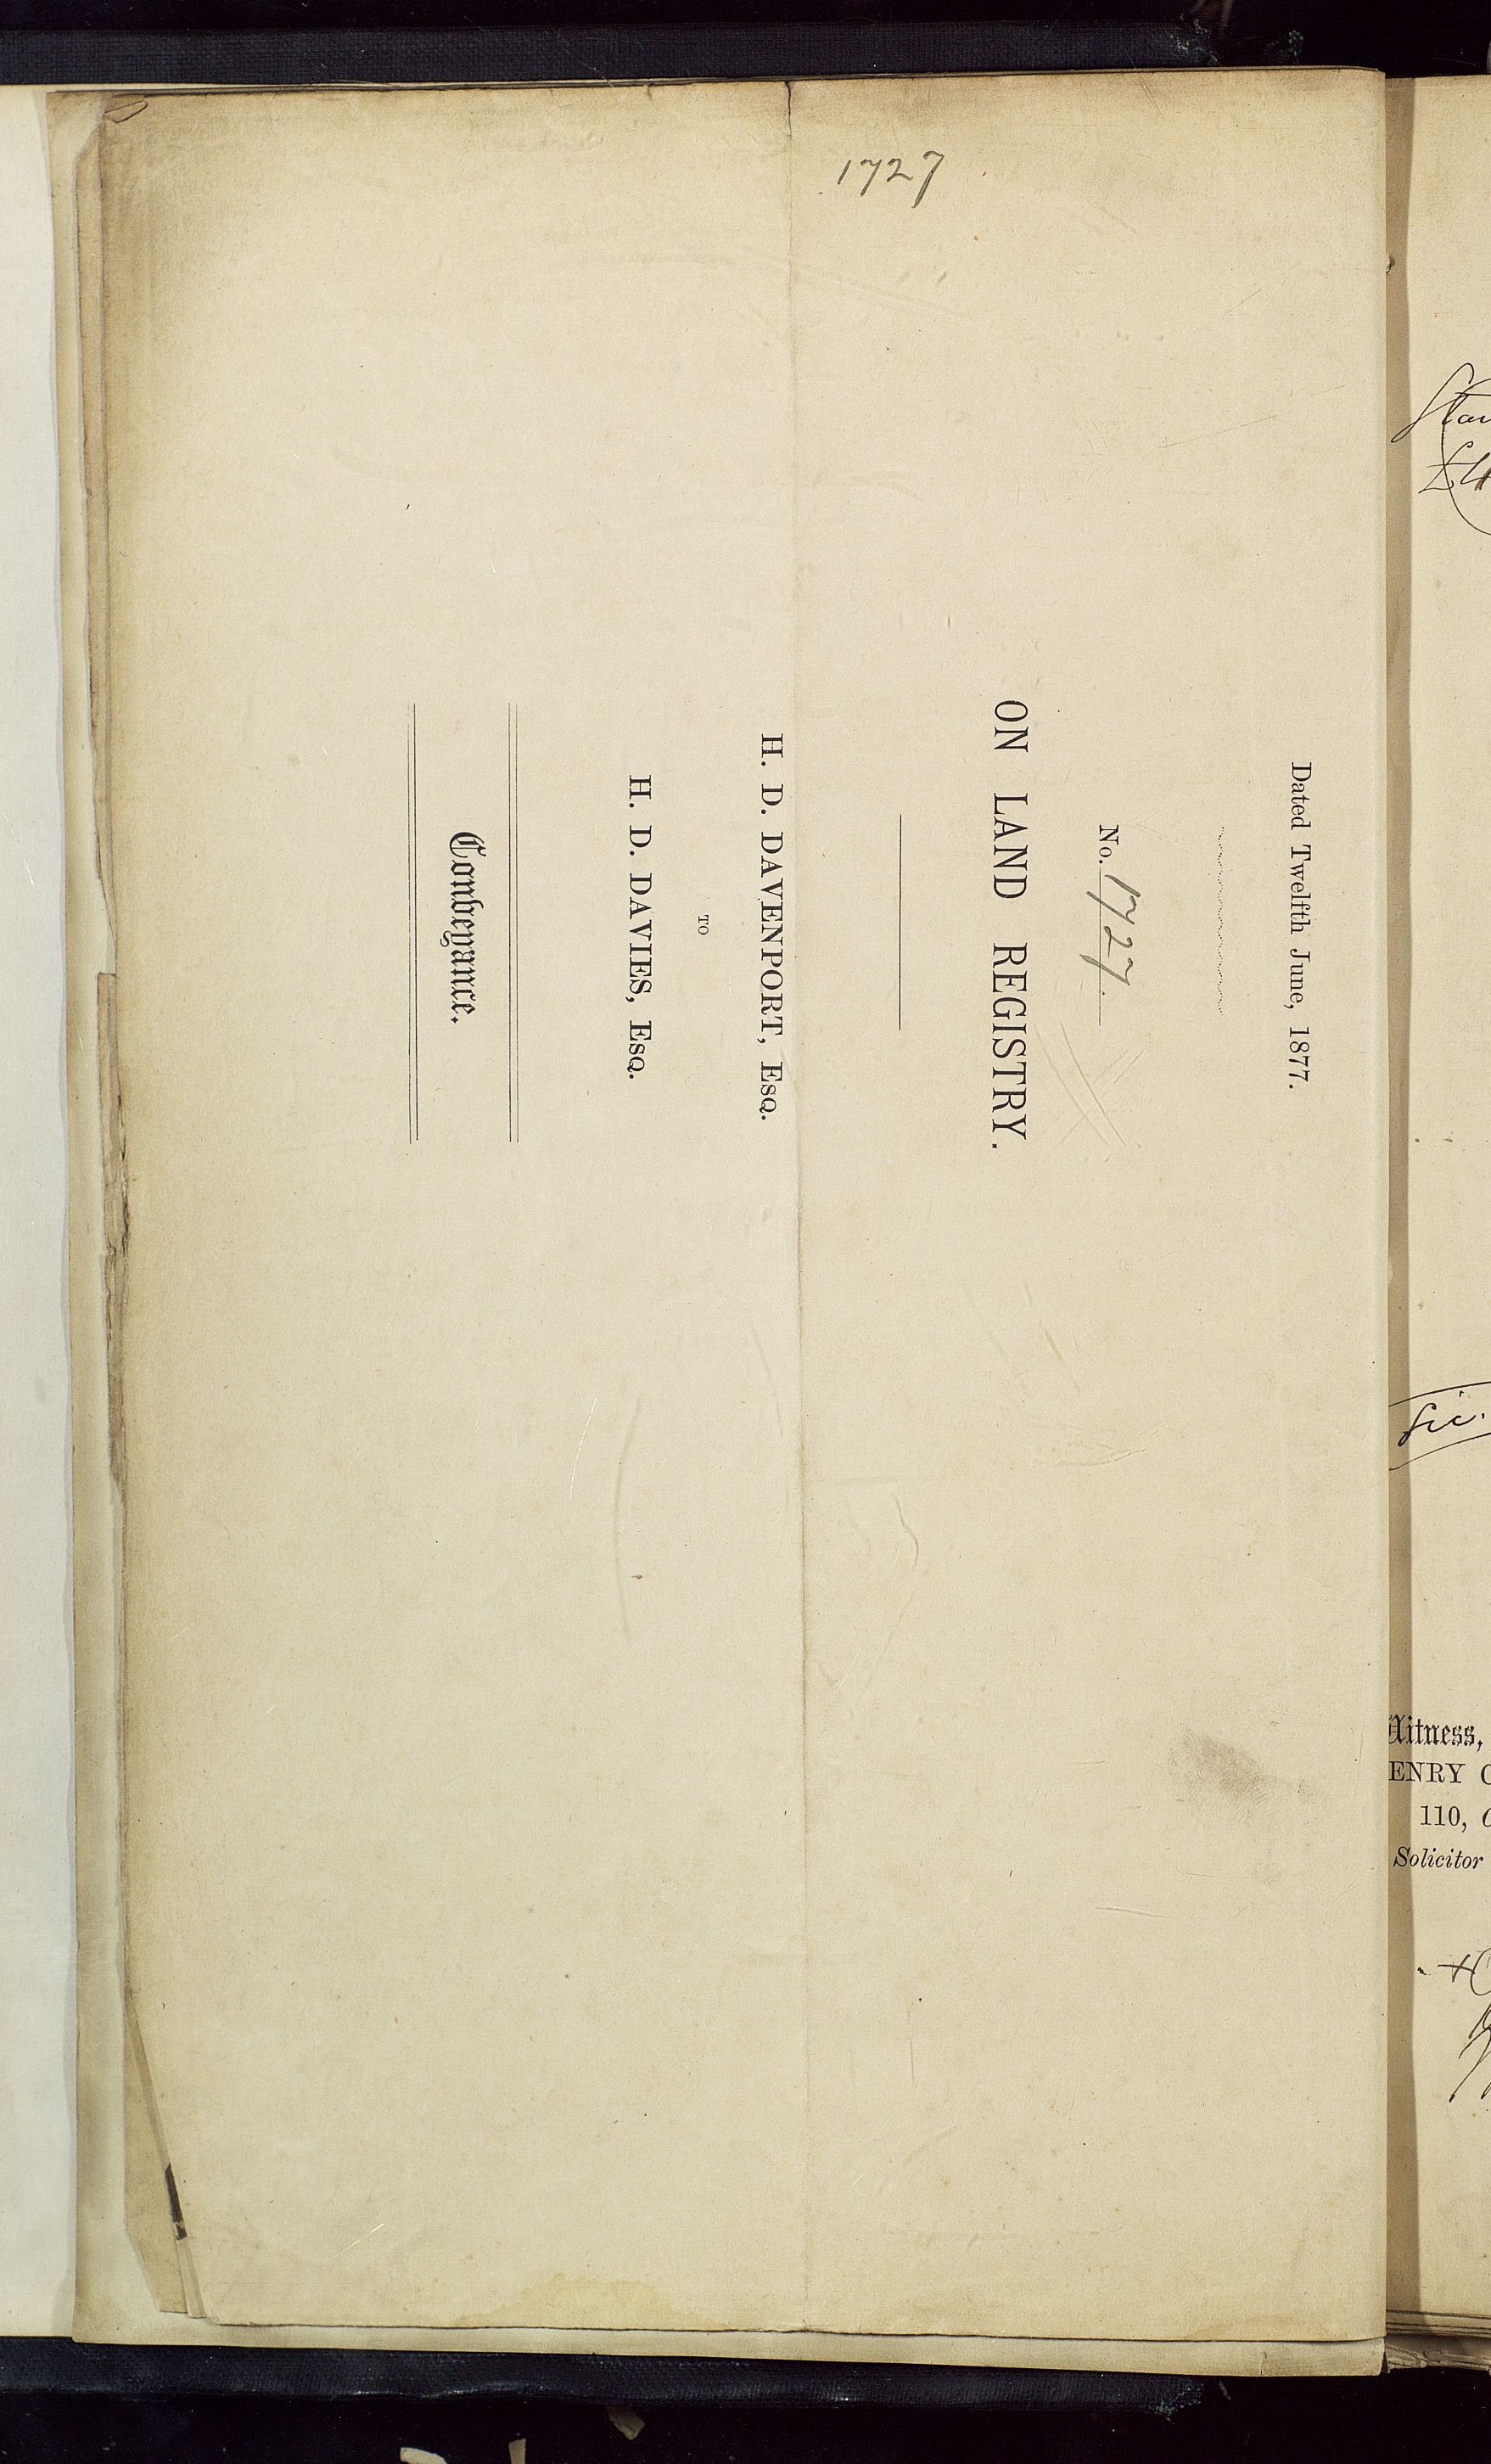 1727
Dated Twelfth June, 1877.
No. 1727.
ON LAND REGISTRY.
H. D. DAVENPORT, Esq.
TO
H. D. DAVIES, Esq.
Conveyance.
Sic.
Witness,
ENRY
110,
Solicitor